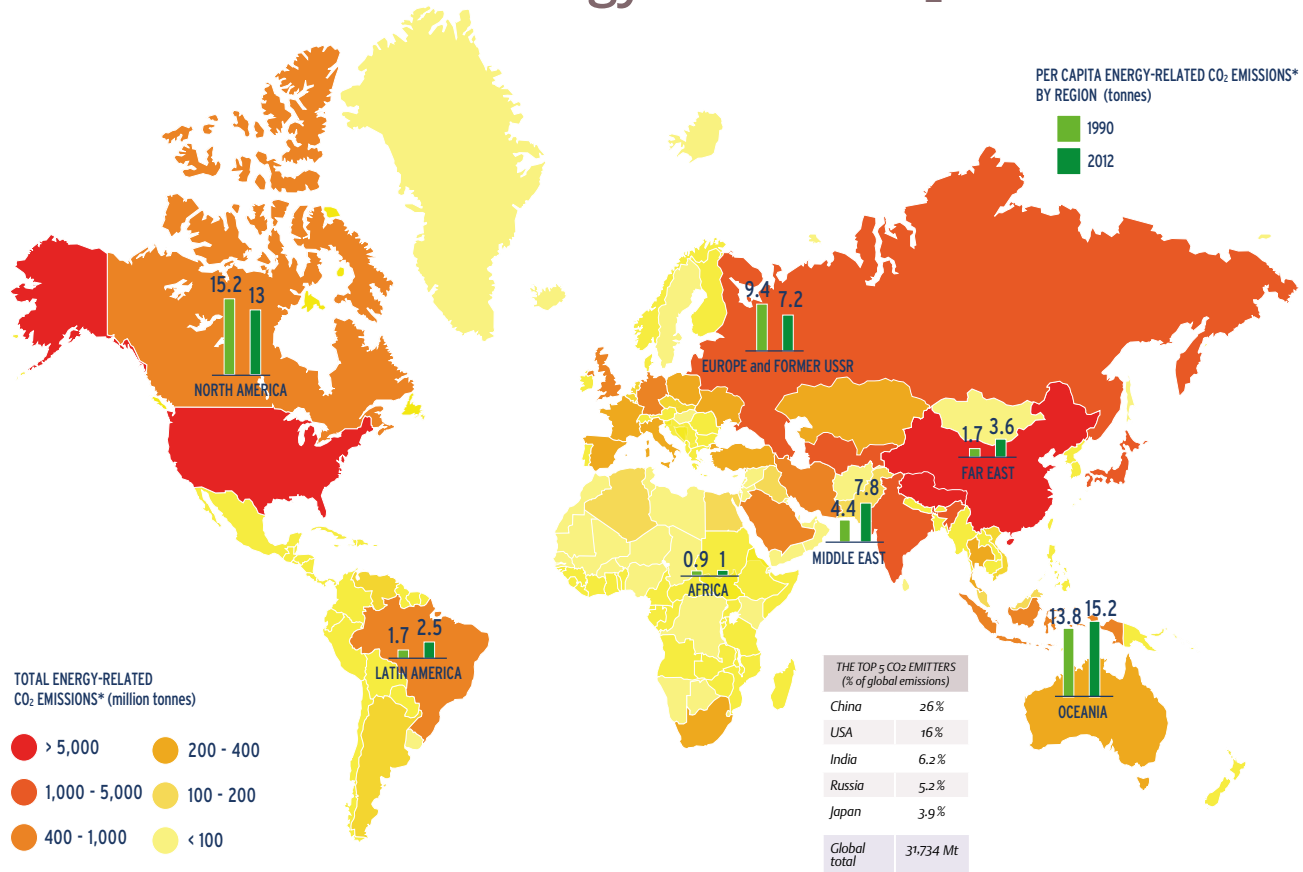 PER CAPITA ENERGY-RELATED CO₂ EMISSIONS*
BY REGION (tonnes)
1990
2012
15.2 13
NORTH AMERICA
9.4 7.2
EUROPE and FORMER USSR
1.7 3.6
FAR EAST
4.4 7.8
MIDDLE EAST
0.9 1
AFRICA
1.7 2.5
LATIN AMERICA
13.8 15.2
OCEANIA
TOTAL ENERGY-RELATED
CO₂ EMISSIONS* (million tonnes)
> 5,000
200 - 400
1,000 - 5,000
100 - 200
400 - 1,000
< 100
THE TOP 5 CO2 EMITTERS
(% of global emissions)
China 26%
USA 16%
India 6.2%
Russia 5.2%
Japan 3.9%
Global
total 31,734 Mt